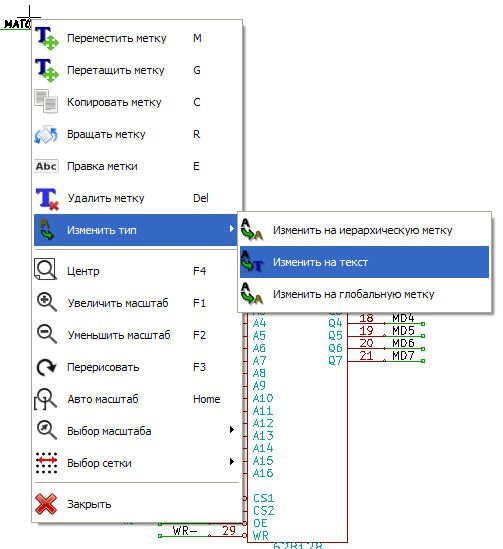 МАТС
Переместить метку M
Перетащить метку G
Копировать метку C
Вращать метку R
Abc Правка метки E
Удалить метку Del
Изменить тип
Изменить на иерархическую метку
Изменить на текст
Изменить на глобальную метку
Центр F4
Увеличить масштаб F1
Уменьшить масштаб F2
Перерисовать F3
Авто масштаб Home
Выбор масштаба
Выбор сетки
Закрыть
A4 Q4 18 MD4
A5 Q5 19 MD5
A6 Q6 20 MD6
A7 Q7 21 MD7
A8
A9
A10
A11
A12
A13
A14
A15
A16
CS1
CS2
OE
WR- 29 WR
628128